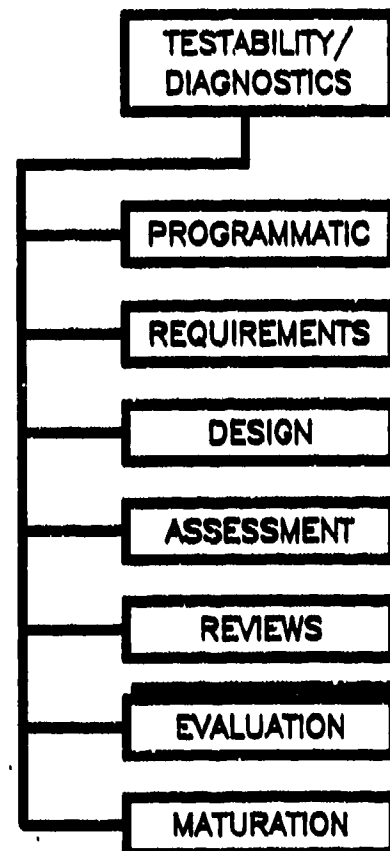 TESTABILITY/
DIAGNOSTICS
PROGRAMMATIC
REQUIREMENTS
DESIGN
ASSESSMENT
REVIEWS
EVALUATION
MATURATION